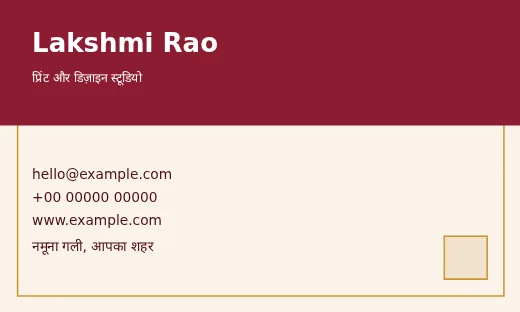 Lakshmi Rao
प्रिंट और डिज़ाइन स्टूडियो
hello@example.com
+00 00000 00000
www.example.com
नमूना गली, आपका शहर